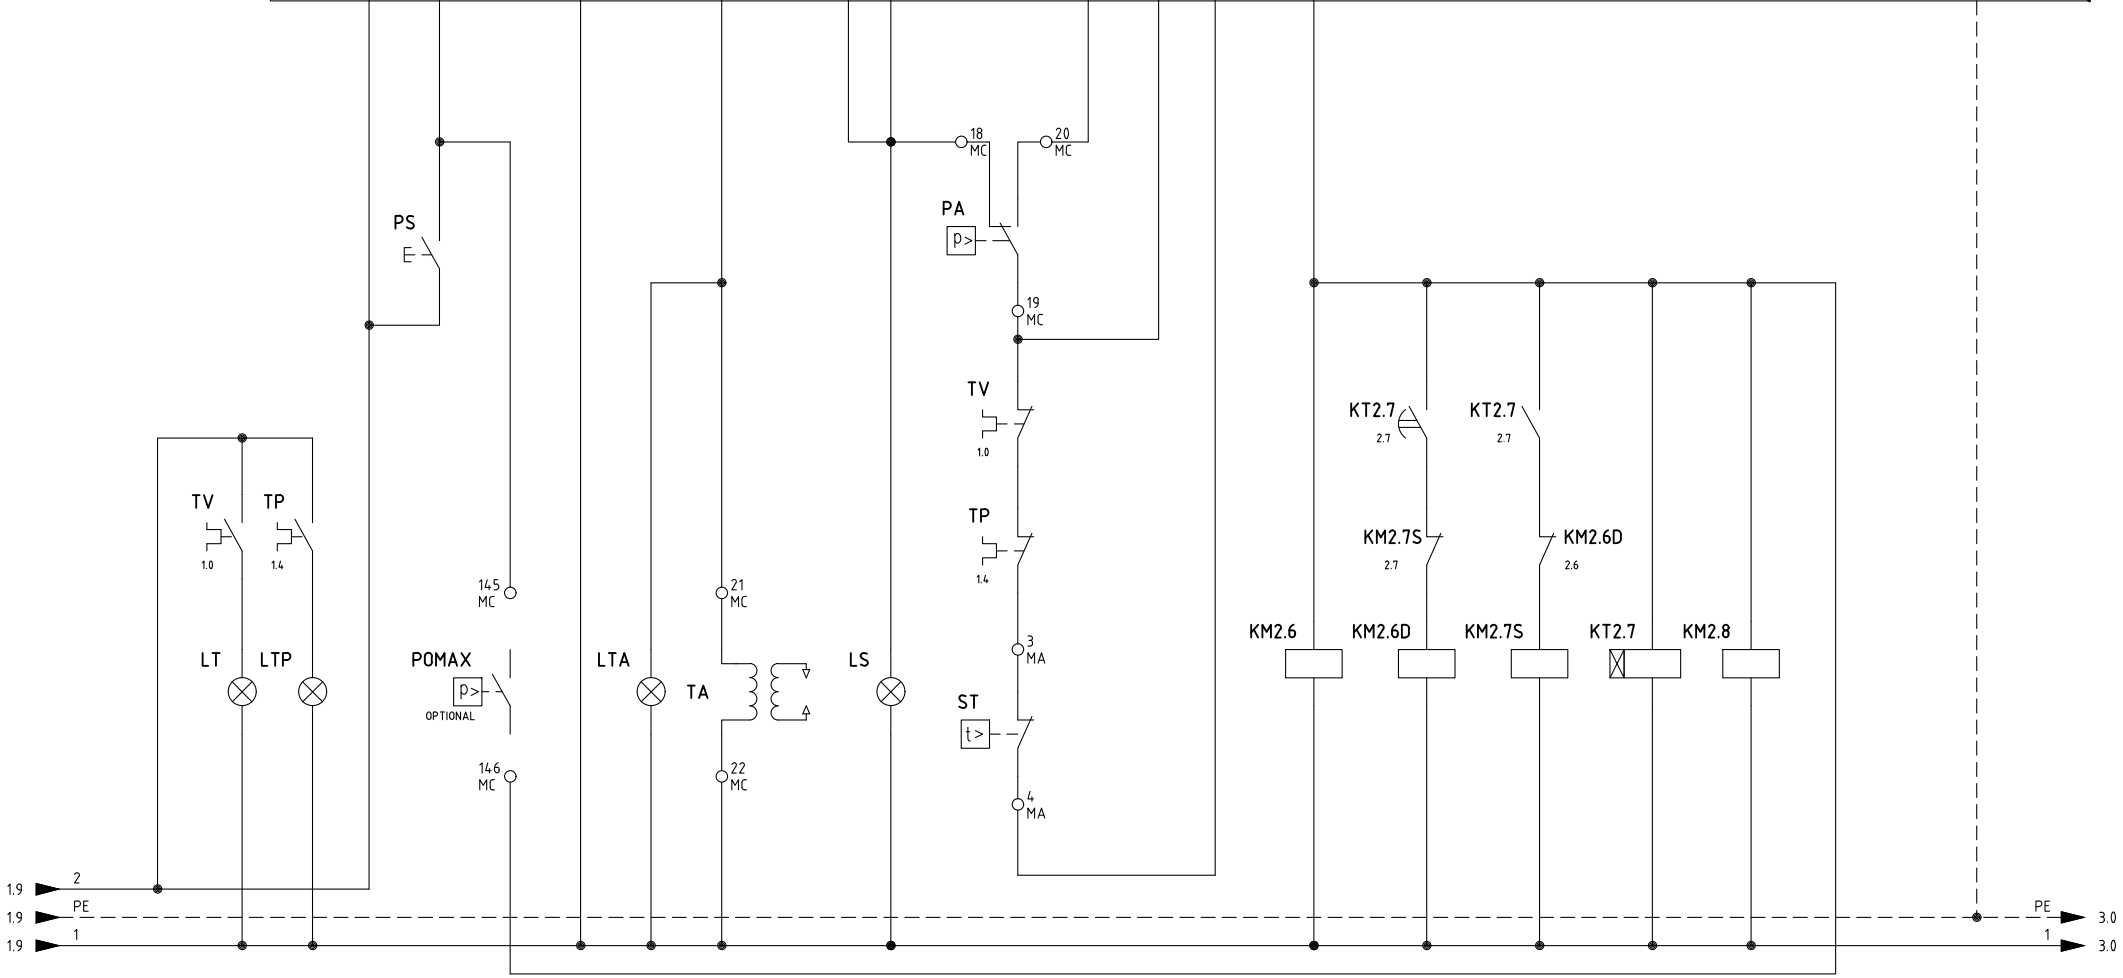 18
MC
20
MC
PA
p>
PS
19
MC
TV
1.0
KT2.7
2.7
KT2.7
2.7
TV
1.0
TP
1.4
TP
1.4
KM2.7S
2.7
KM2.6D
2.6
145
MC
21
MC
3
MA
KM2.6
KM2.6D
KM2.7S
KT2.7
KM2.8
LT
LTP
POMAX
p>
OPTIONAL
LTA
TA
LS
ST
t>
146
MC
22
MC
4
MA
1.9
2
1.9
PE
PE
3.0
1.9
1
1
3.0